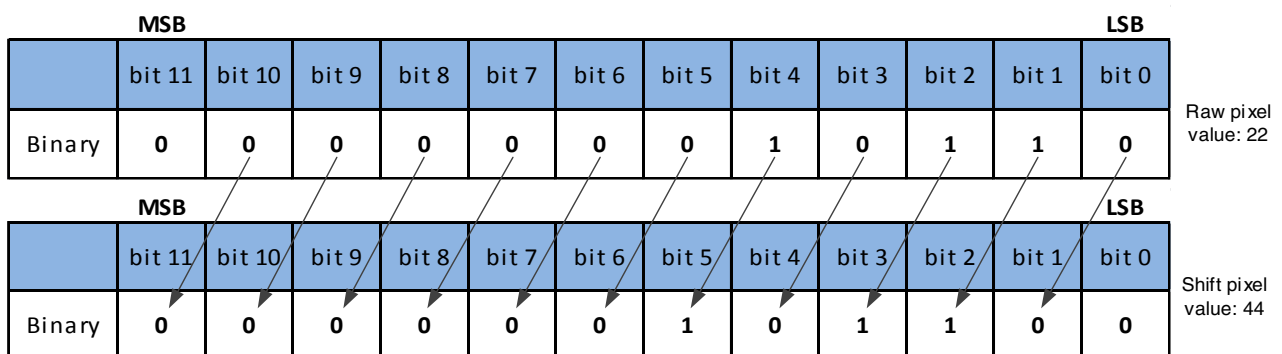 MSB LSB
bit 11 bit 10 bit 9 bit 8 bit 7 bit 6 bit 5 bit 4 bit 3 bit 2 bit 1 bit 0
Binary 0 0 0 0 0 0 0 1 0 1 1 0
Raw pixel
value: 22
MSB LSB
bit 11 bit 10 bit 9 bit 8 bit 7 bit 6 bit 5 bit 4 bit 3 bit 2 bit 1 bit 0
Binary 0 0 0 0 0 0 1 0 1 1 0 0
Shift pixel
value: 44